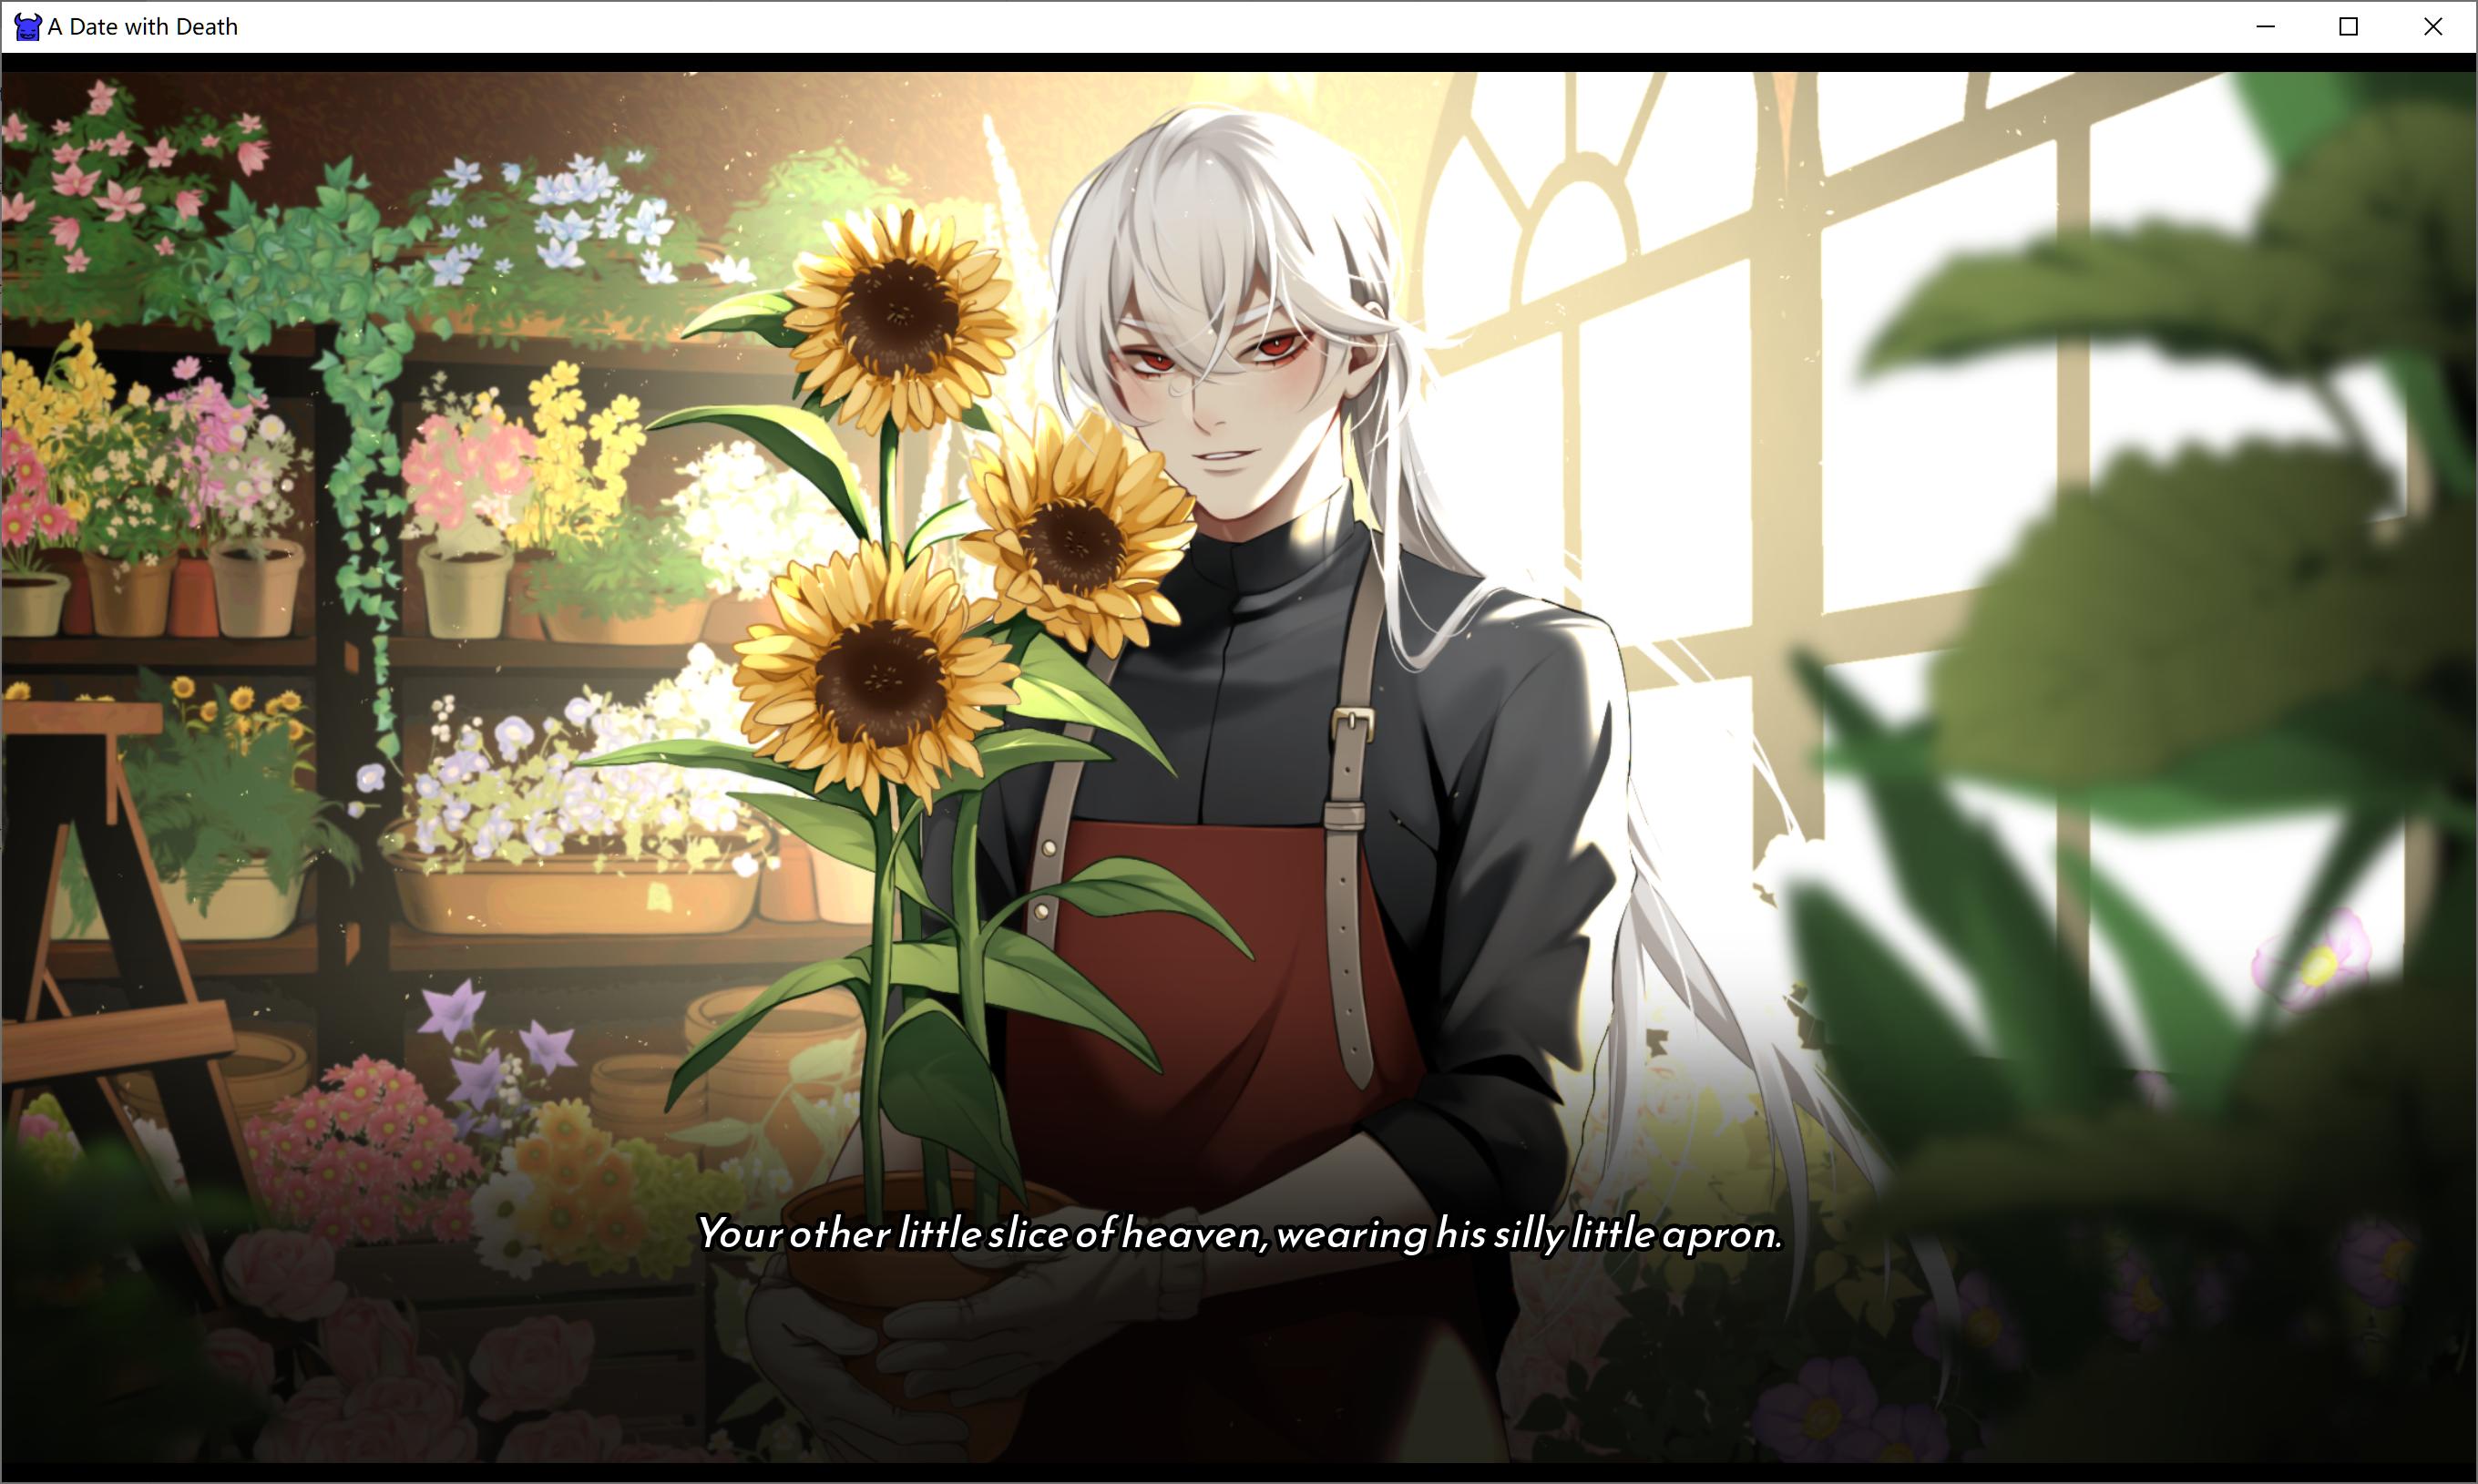 A Date with Death
Your other little slice of heaven, wearing his silly little apron.